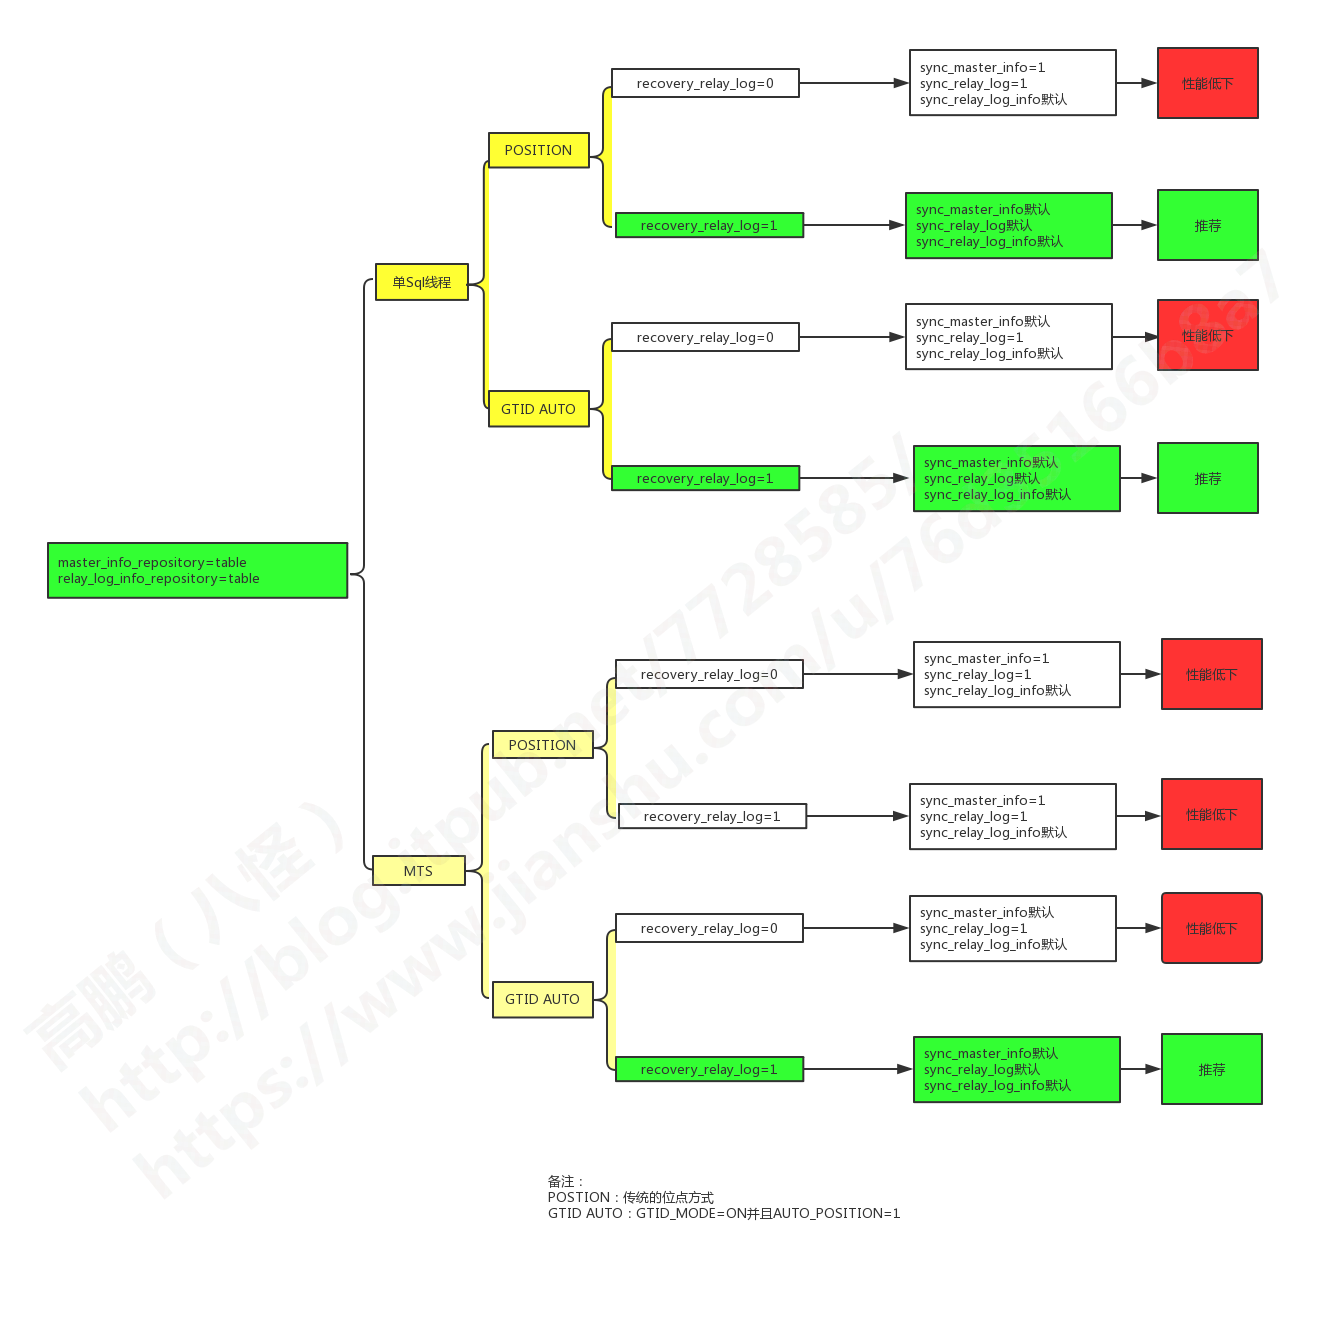 master_info_repository=table
relay_log_info_repository=table
单Sql线程
POSITION
recovery_relay_log=0
sync_master_info=1
sync_relay_log=1
sync_relay_log_info默认
性能低下
recovery_relay_log=1
sync_master_info默认
sync_relay_log默认
sync_relay_log_info默认
推荐
GTID AUTO
recovery_relay_log=0
sync_master_info默认
sync_relay_log=1
sync_relay_log_info默认
性能低下
recovery_relay_log=1
sync_master_info默认
sync_relay_log默认
sync_relay_log_info默认
推荐
MTS
POSITION
recovery_relay_log=0
sync_master_info=1
sync_relay_log=1
sync_relay_log_info默认
性能低下
recovery_relay_log=1
sync_master_info=1
sync_relay_log=1
sync_relay_log_info默认
性能低下
GTID AUTO
recovery_relay_log=0
sync_master_info默认
sync_relay_log=1
sync_relay_log_info默认
性能低下
recovery_relay_log=1
sync_master_info默认
sync_relay_log默认
sync_relay_log_info默认
推荐
备注：
POSTION：传统的位点方式
GTID AUTO：GTID_MODE=ON并且AUTO_POSITION=1
高鹏（八怪）
http://blog.itpub.net/7728585/